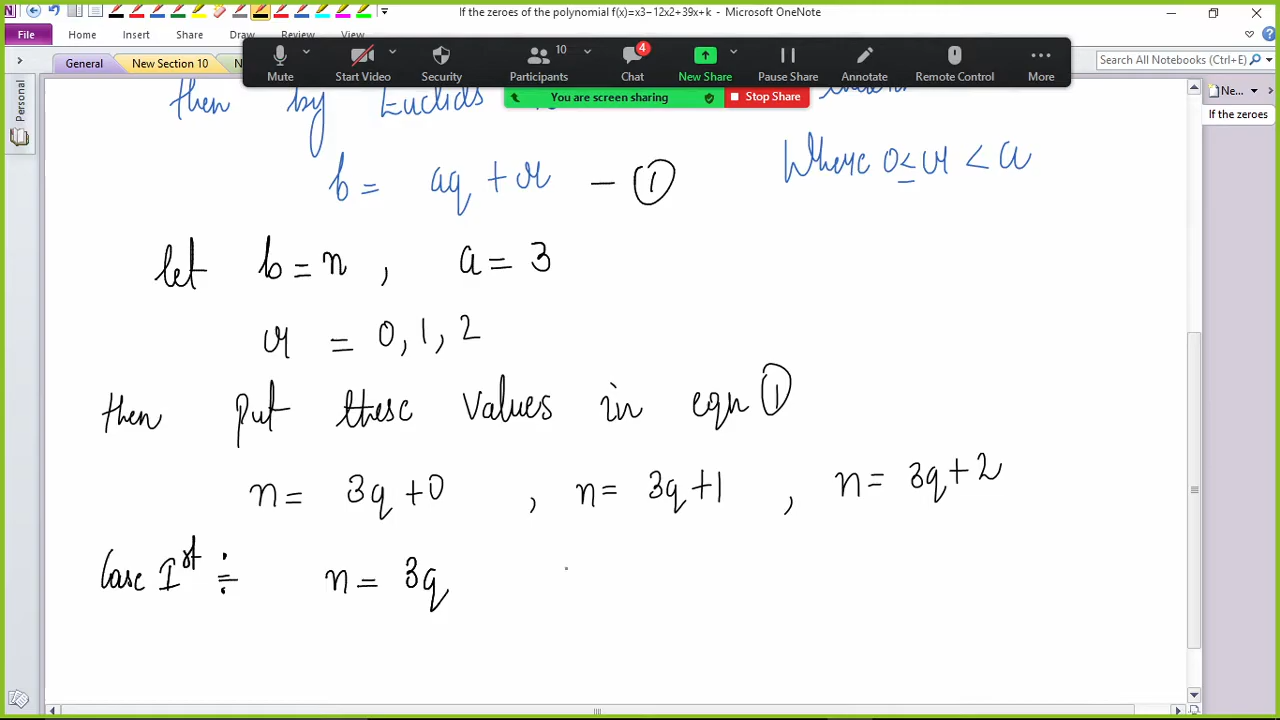 If the zeroes of the polynomial f(x)=x3−12x2+39x+k - Microsoft OneNote
File Home Insert Share Draw Review View
Mute Start Video Security 10 Participants 4 Chat New Share Pause Share Annotate Remote Control More
You are screen sharing Stop Share
General New Section 10 Search All Notebooks (Ctrl+E)
Personal
Ne...
If the zeroes
then by Euclids
b = aq + r — ① Where 0 ≤ r < a
let b = n , a = 3
r = 0, 1, 2
then put these values in eqn ①
n = 3q + 0 , n = 3q + 1 , n = 3q + 2
Case Ist ÷ n = 3q